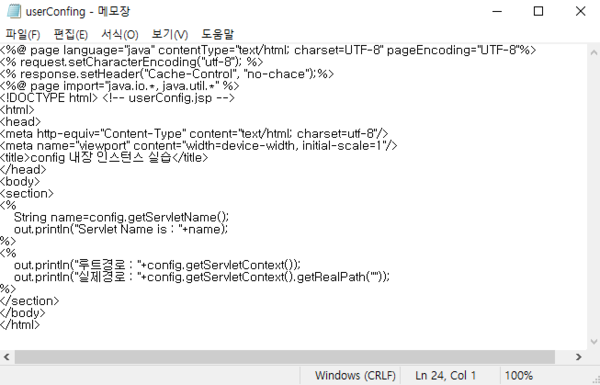 userConfing - 메모장
파일(F) 편집(E) 서식(O) 보기(V) 도움말
<%@ page language="java" contentType="text/html; charset=UTF-8" pageEncoding="UTF-8"%>
<% request.setCharacterEncoding("utf-8"); %>
<% response.setHeader("Cache-Control", "no-chace");%>
<%@ page import="java.io.*, java.util.*" %>
<!DOCTYPE html> <!-- userConfig.jsp -->
<html>
<head>
<meta http-equiv="Content-Type" content="text/html; charset=utf-8"/>
<meta name="viewport" content="width=device-width, initial-scale=1"/>
<title>config 내장 인스턴스 실습</title>
</head>
<body>
<section>
<%
String name=config.getServletName();
out.println("Servlet Name is : "+name);
%>
<%
out.println("루트경로 : "+config.getServletContext());
out.println("실제경로 : "+config.getServletContext().getRealPath(""));
%>
</section>
</body>
</html>
Windows (CRLF) Ln 24, Col 1 100%